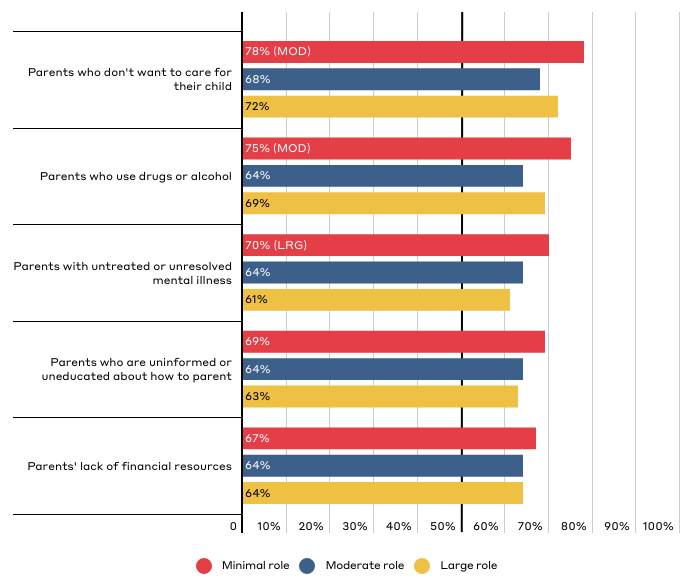 78% (MOD)
Parents who don't want to care for
their child
68%
72%
75% (MOD)
Parents who use drugs or alcohol
64%
69%
70% (LRG)
Parents with untreated or unresolved
mental illness
64%
61%
69%
Parents who are uninformed or
uneducated about how to parent
64%
63%
67%
Parents' lack of financial resources
64%
64%
0 10% 20% 30% 40% 50% 60% 70% 80% 90% 100%
Minimal role Moderate role Large role